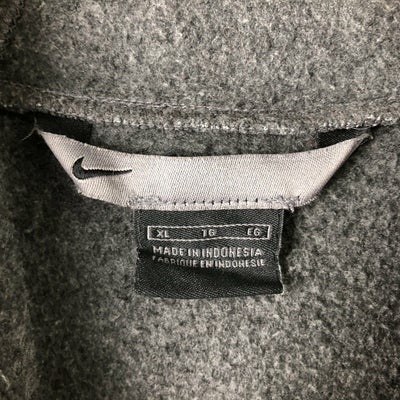 XL TG EG
MADE IN INDONESIA
FABRIQUE EN INDONESIE